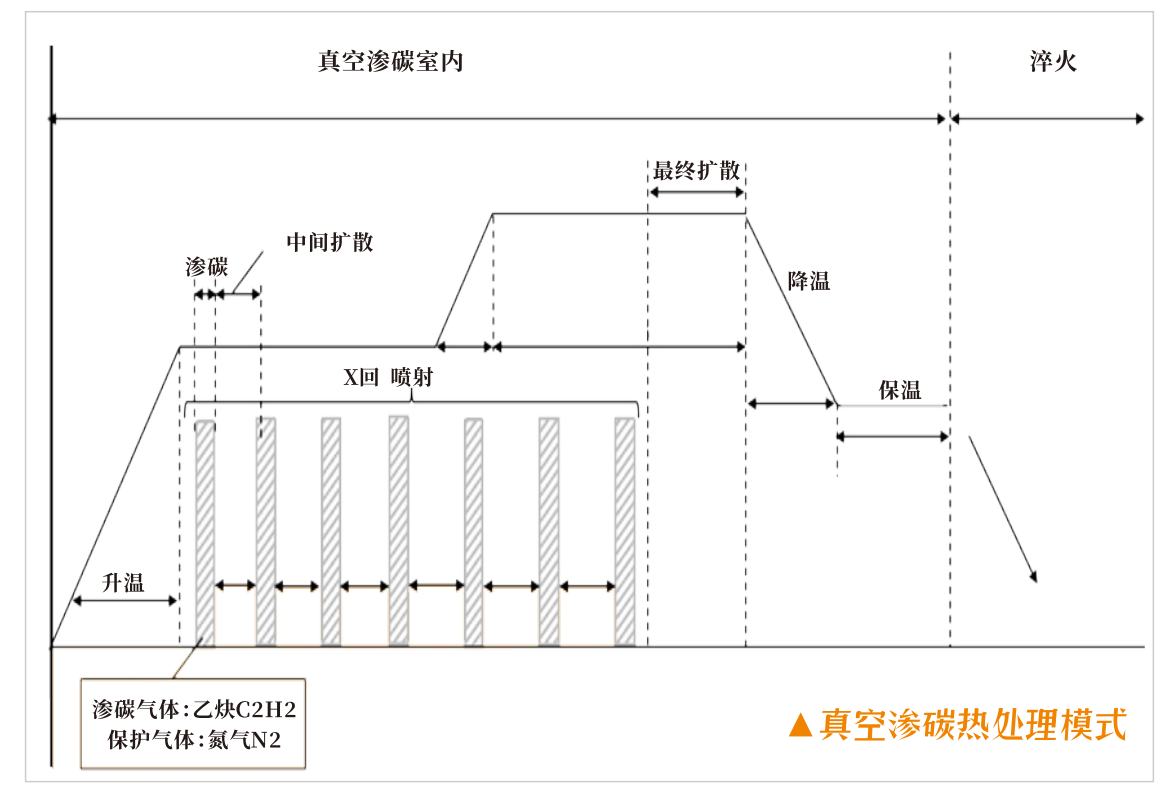 真空渗碳室内
淬火
最终扩散
中间扩散
渗碳
降温
X回 喷射
保温
升温
渗碳气体:乙炔C2H2
保护气体:氮气N2
▲真空渗碳热处理模式